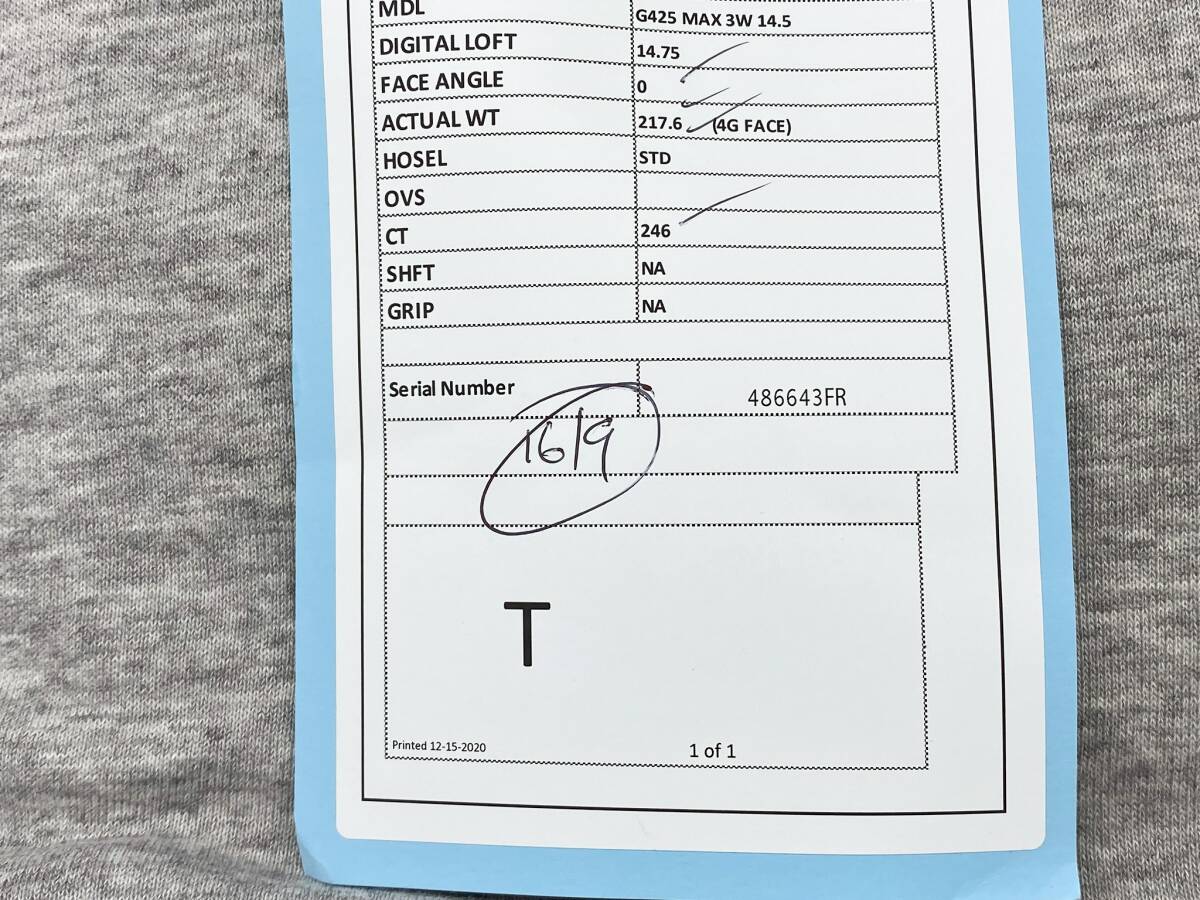 MDL G425 MAX 3W 14.5
DIGITAL LOFT 14.75
FACE ANGLE 0
ACTUAL WT 217.6 (4G FACE)
HOSEL STD
OVS
CT 246
SHFT NA
GRIP NA
Serial Number 486643FR
16/9
T
Printed 12-15-2020 1 of 1